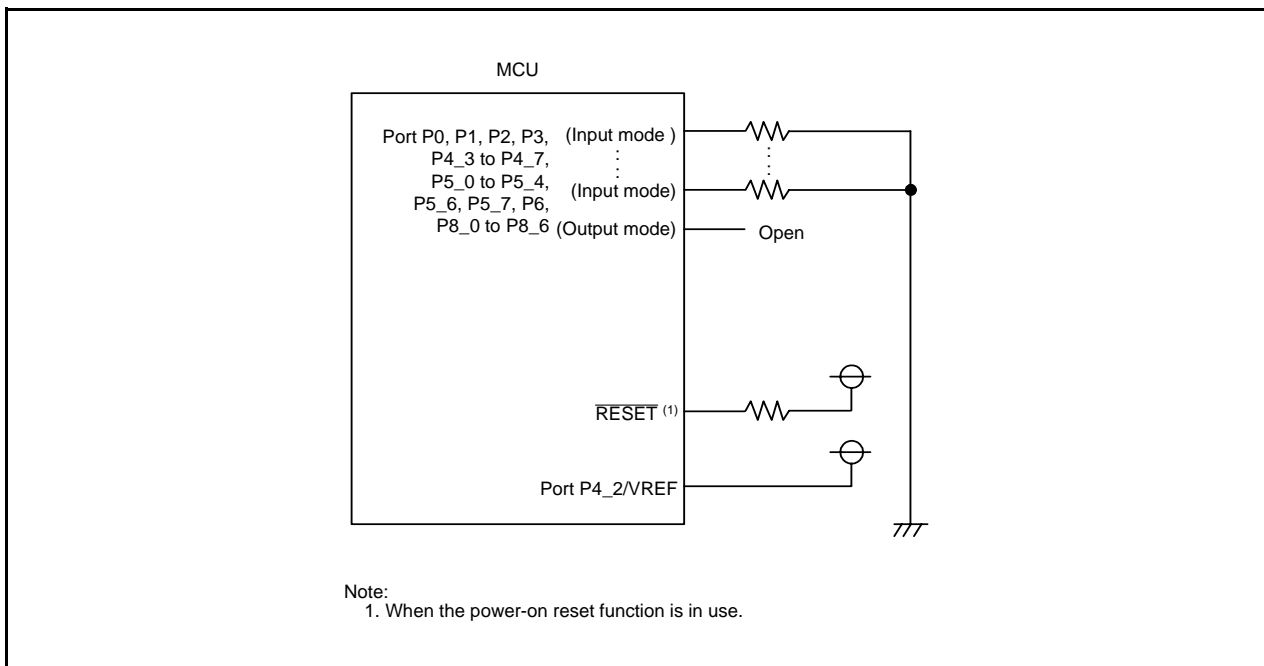 MCU
Port P0, P1, P2, P3, (Input mode )
P4_3 to P4_7,
P5_0 to P5_4, (Input mode)
P5_6, P5_7, P6,
P8_0 to P8_6 (Output mode) Open
RESET (1)
Port P4_2/VREF
Note:
1. When the power-on reset function is in use.